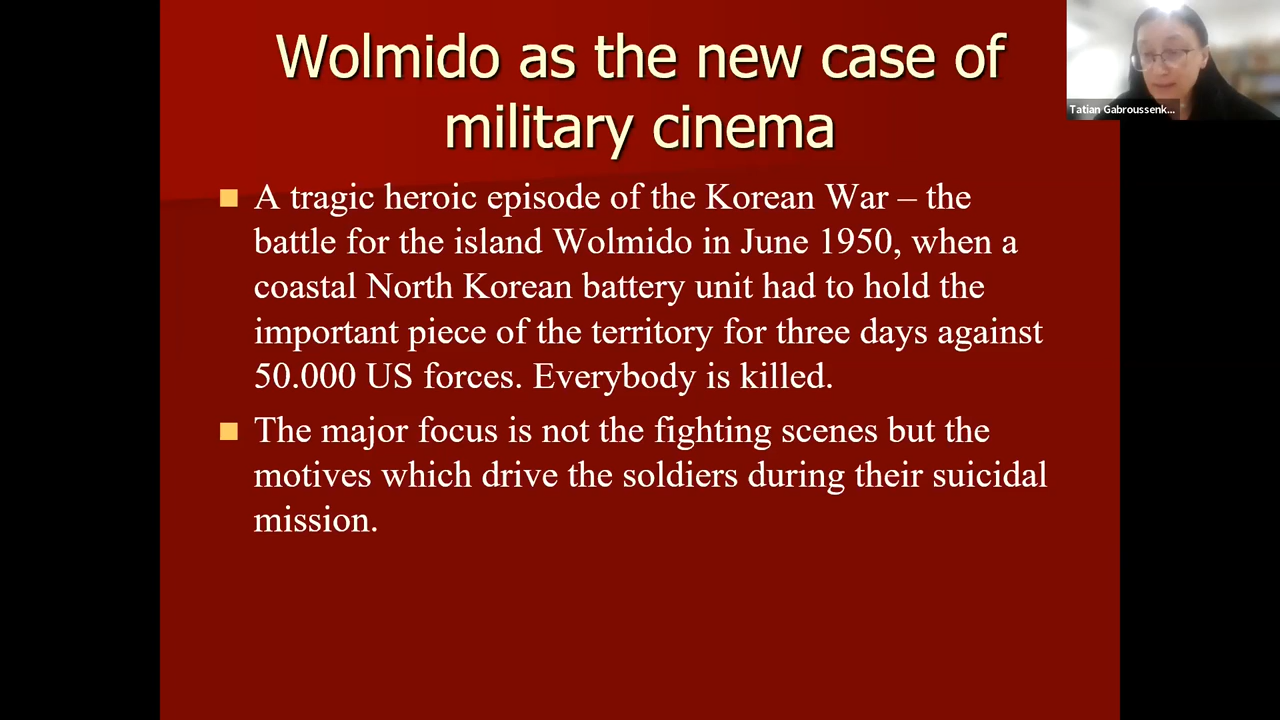 Wolmido as the new case of
military cinema
A tragic heroic episode of the Korean War – the
battle for the island Wolmido in June 1950, when a
coastal North Korean battery unit had to hold the
important piece of the territory for three days against
50.000 US forces. Everybody is killed.
The major focus is not the fighting scenes but the
motives which drive the soldiers during their suicidal
mission.
Tatian Gabroussenk...